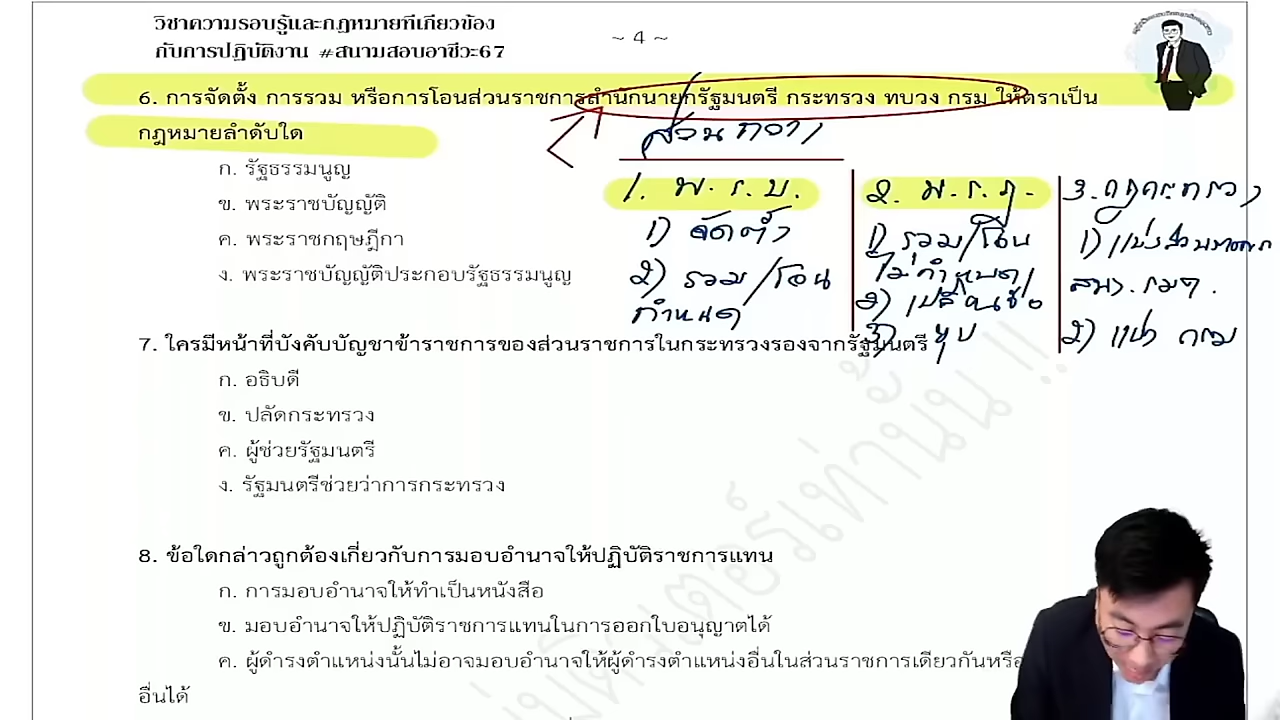 วิชาความรอบรู้และกฎหมายที่เกี่ยวข้อง
กับการปฏิบัติงาน #สนามสอบอาชีวะ67
~ 4 ~
6. การจัดตั้ง การรวม หรือการโอนส่วนราชการสำนักนายกรัฐมนตรี กระทรวง ทบวง กรม ให้ตราเป็น
กฎหมายลำดับใด
ส่วนกลาง
ก. รัฐธรรมนูญ
ข. พระราชบัญญัติ
ค. พระราชกฤษฎีกา
ง. พระราชบัญญัติประกอบรัฐธรรมนูญ
1. พ.ร.บ.
1) จัดตั้ง
2) รวม/โอน
กำหนด
2. พ.ร.ฎ.
1) รวม/โอน
ไม่กำหนด
2) เปลี่ยนชื่อ
3) ยุบ
3. กฎกระทรวง
1) แบ่งส่วนราชการ
2) แบ่ง กรม
7. ใครมีหน้าที่บังคับบัญชาข้าราชการของส่วนราชการในกระทรวงรองจากรัฐมนตรี
ก. อธิบดี
ข. ปลัดกระทรวง
ค. ผู้ช่วยรัฐมนตรี
ง. รัฐมนตรีช่วยว่าการกระทรวง
8. ข้อใดกล่าวถูกต้องเกี่ยวกับการมอบอำนาจให้ปฏิบัติราชการแทน
ก. การมอบอำนาจให้ทำเป็นหนังสือ
ข. มอบอำนาจให้ปฏิบัติราชการแทนในการออกใบอนุญาตได้
ค. ผู้ดำรงตำแหน่งนั้นไม่อาจมอบอำนาจให้ผู้ดำรงตำแหน่งอื่นในส่วนราชการเดียวกันหรือ
อื่นได้